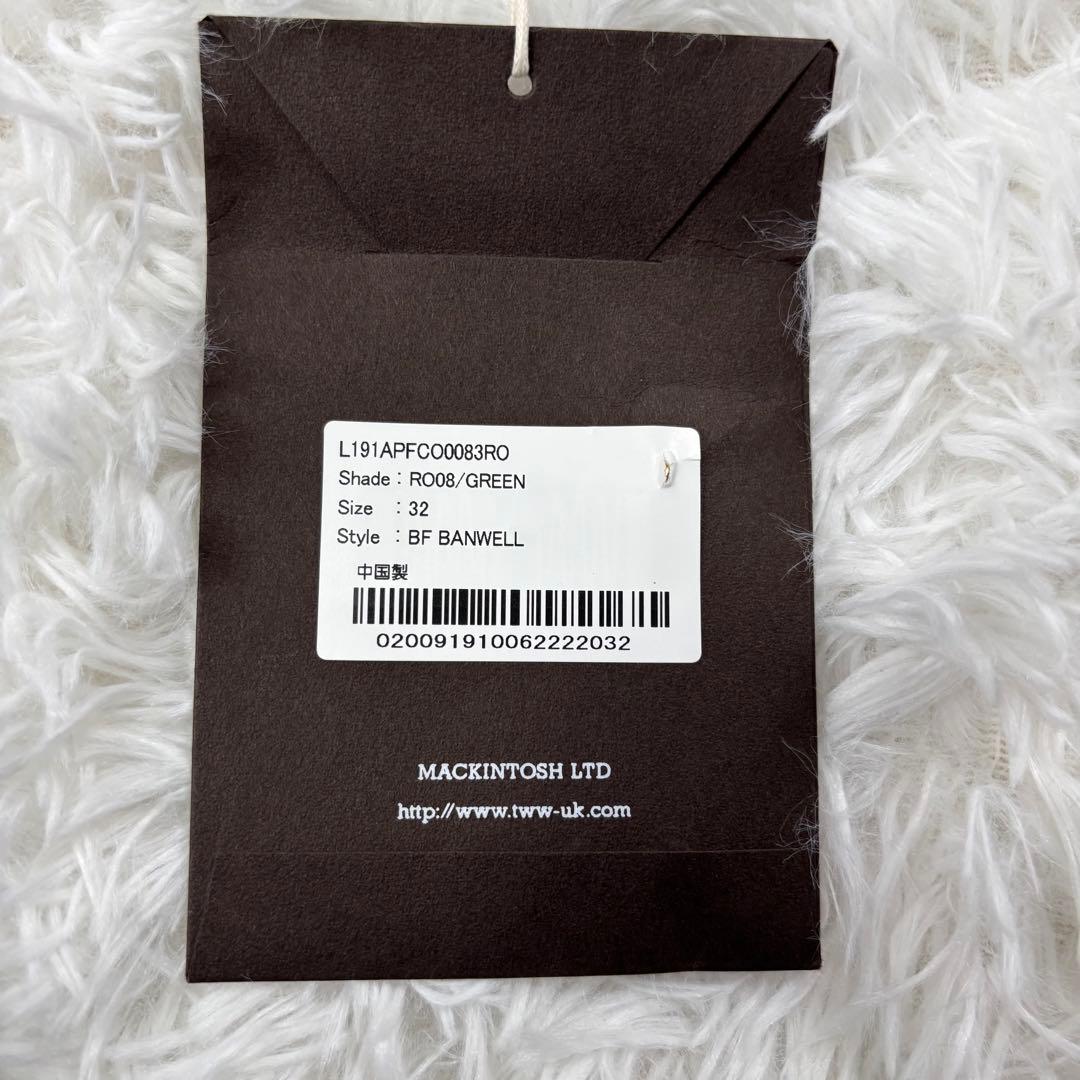 L191APFCO0083RO
Shade : RO08/GREEN
Size : 32
Style : BF BANWELL
中国製
020091910062222032
MACKINTOSH LTD
http://www.tww-uk.com